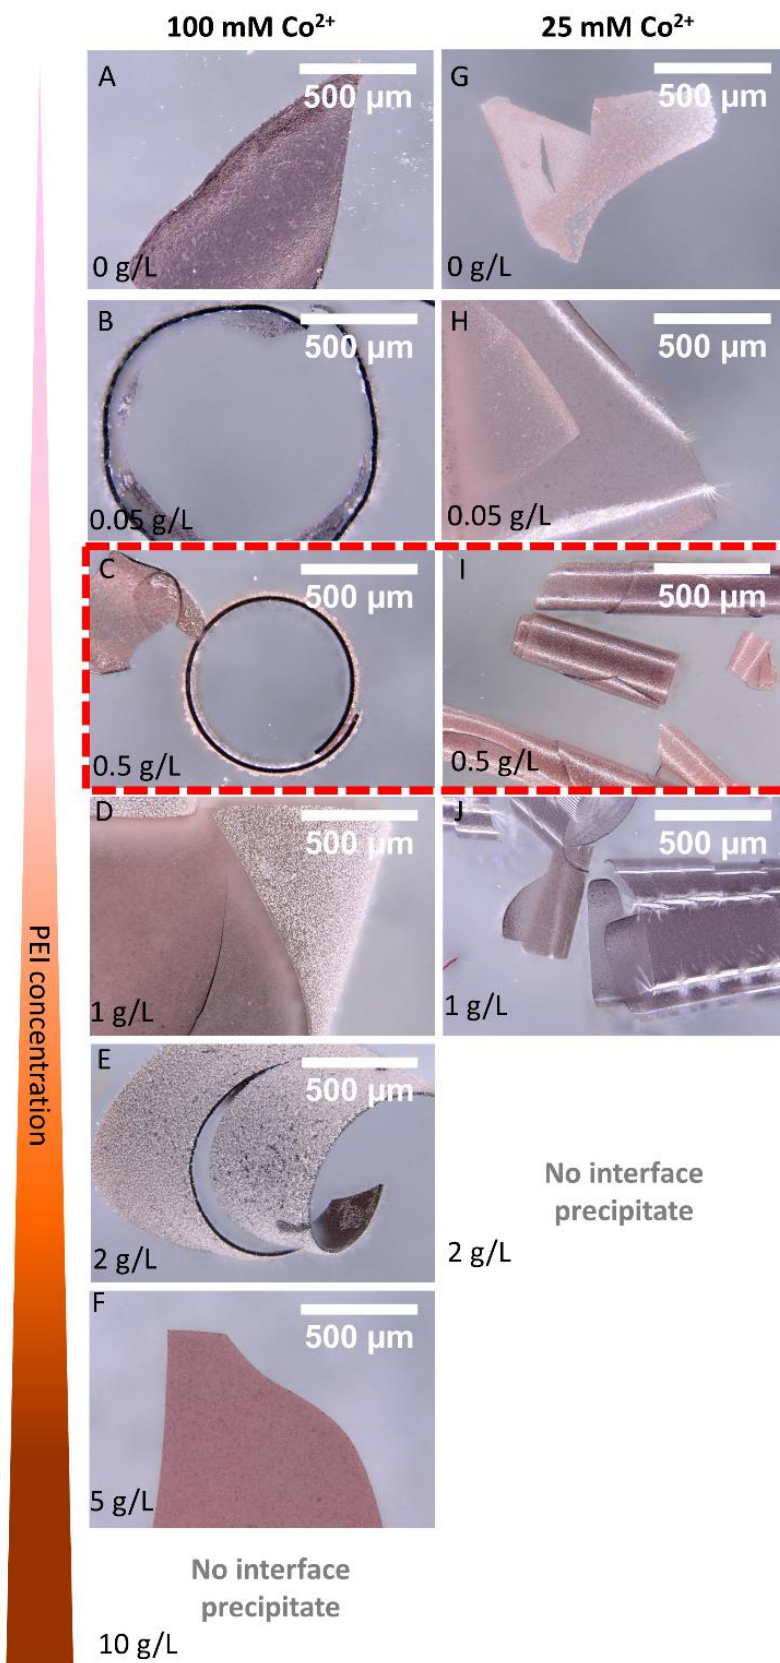 100 mM Co²⁺
25 mM Co²⁺
A
500 µm
0 g/L
G
500 µm
0 g/L
B
500 µm
0.05 g/L
H
500 µm
0.05 g/L
C
500 µm
0.5 g/L
I
500 µm
0.5 g/L
D
500 µm
1 g/L
J
500 µm
1 g/L
E
500 µm
2 g/L
No interface
precipitate
2 g/L
F
500 µm
5 g/L
No interface
precipitate
10 g/L
PEI concentration